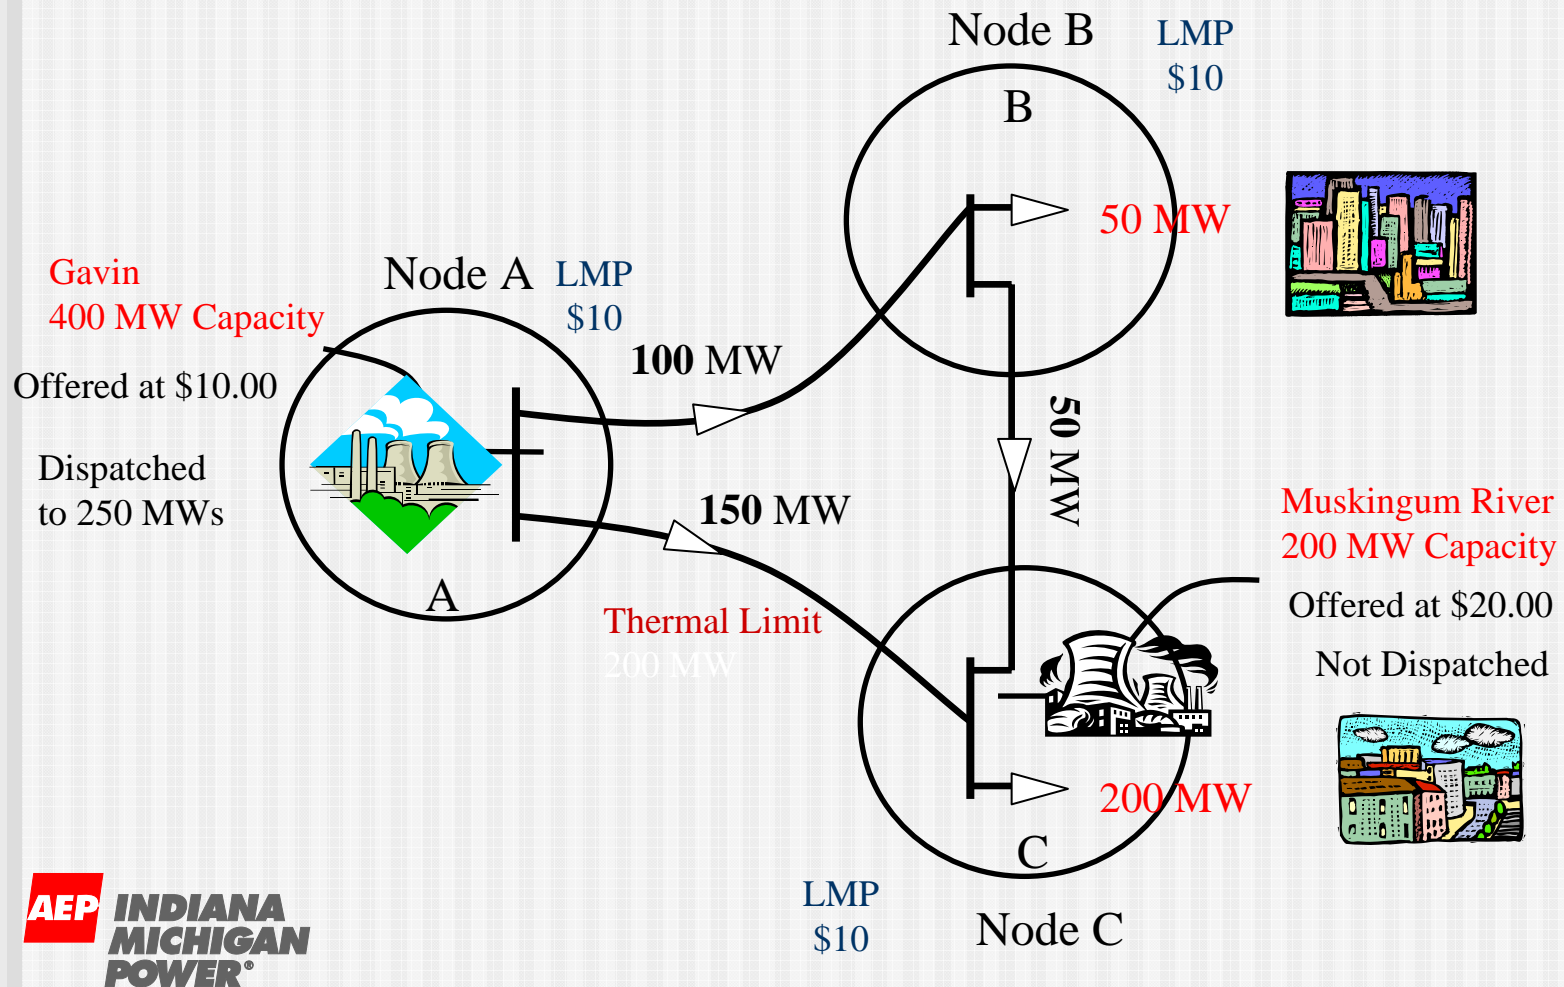 Node B
LMP
$10
B
50 MW
Gavin
400 MW Capacity
Node A
LMP
$10
100 MW
Offered at $10.00
Dispatched
to 250 MWs
50 MW
150 MW
Muskingum River
200 MW Capacity
A
Thermal Limit
200 MW
Offered at $20.00
Not Dispatched
200 MW
C
LMP
$10
Node C
AEP
INDIANA
MICHIGAN
POWER®